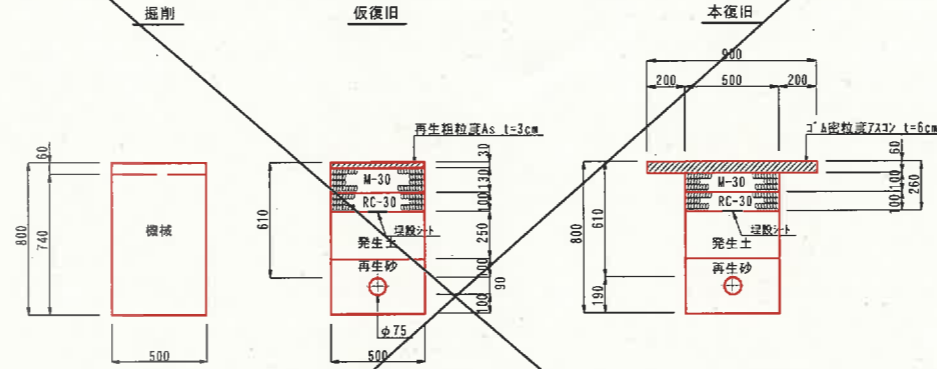 掘削
仮復旧
本復旧
900
200
500
200
再生粗粒度As t=3cm
ゴム密粒度アスコン t=6cm
60
740
800
機械
500
610
M-30
RC-30
埋設シート
発生土
再生砂
φ75
500
30
130
100
250
100
90
100
800
610
190
M-30
RC-30
埋設シート
発生土
再生砂
60
100
100
260